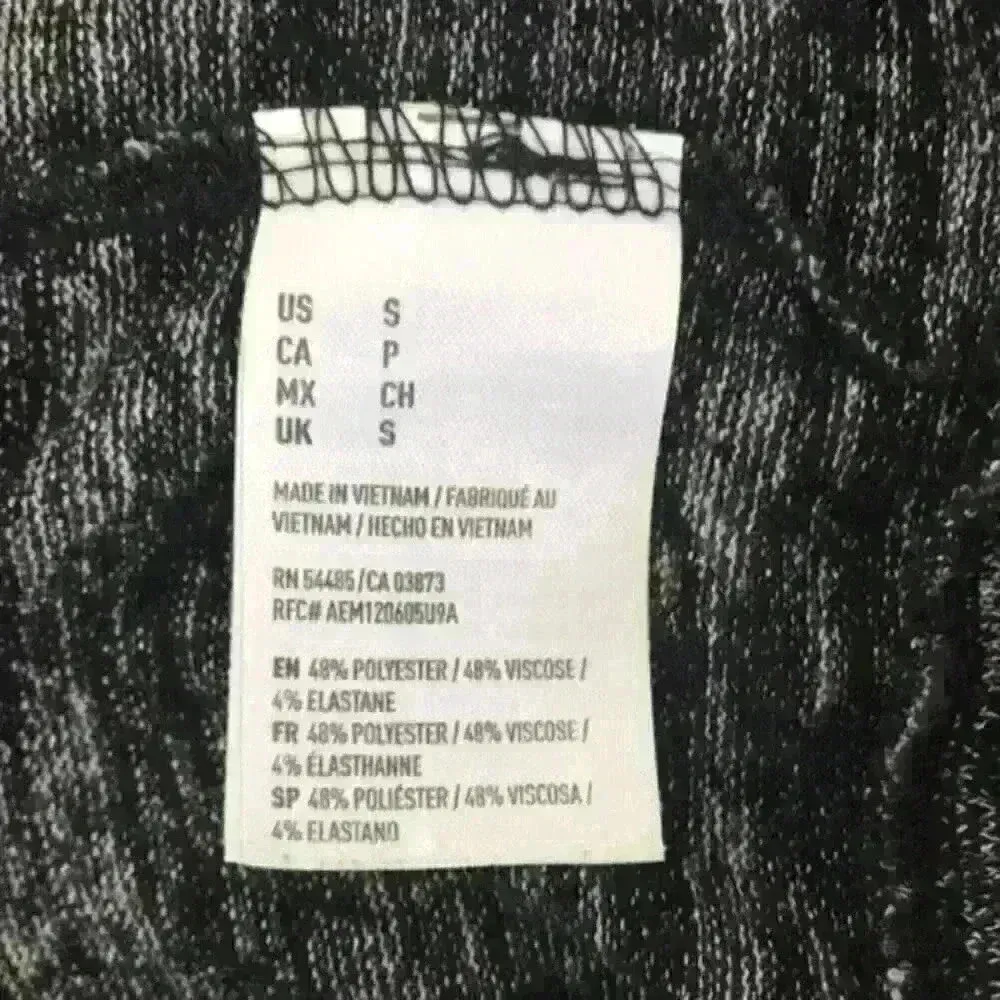 US S
CA P
MX CH
UK S
MADE IN VIETNAM / FABRIQUÉ AU
VIETNAM / HECHO EN VIETNAM
RN 54485 / CA 03873
RFC# AEM120605U9A
EN 48% POLYESTER / 48% VISCOSE /
4% ELASTANE
FR 48% POLYESTER / 48% VISCOSE /
4% ÉLASTHANNE
SP 48% POLIÉSTER / 48% VISCOSA /
4% ELASTANO